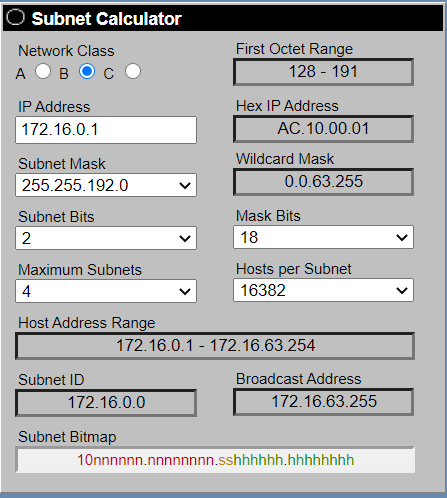 Subnet Calculator
Network Class
A B C
First Octet Range
128 - 191
IP Address
172.16.0.1
Hex IP Address
AC.10.00.01
Subnet Mask
255.255.192.0
Wildcard Mask
0.0.63.255
Subnet Bits
2
Mask Bits
18
Maximum Subnets
4
Hosts per Subnet
16382
Host Address Range
172.16.0.1 - 172.16.63.254
Subnet ID
172.16.0.0
Broadcast Address
172.16.63.255
Subnet Bitmap
10nnnnnn.nnnnnnnn.sshhhhhh.hhhhhhhh